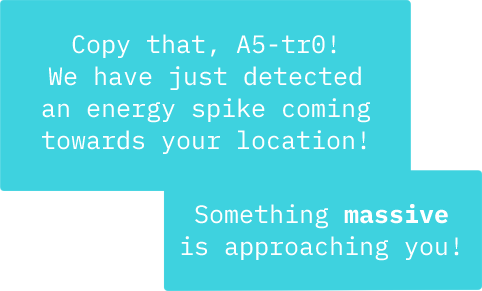 Copy that, A5-tr0!
We have just detected
an energy spike coming
towards your location!
Something massive
is approaching you!